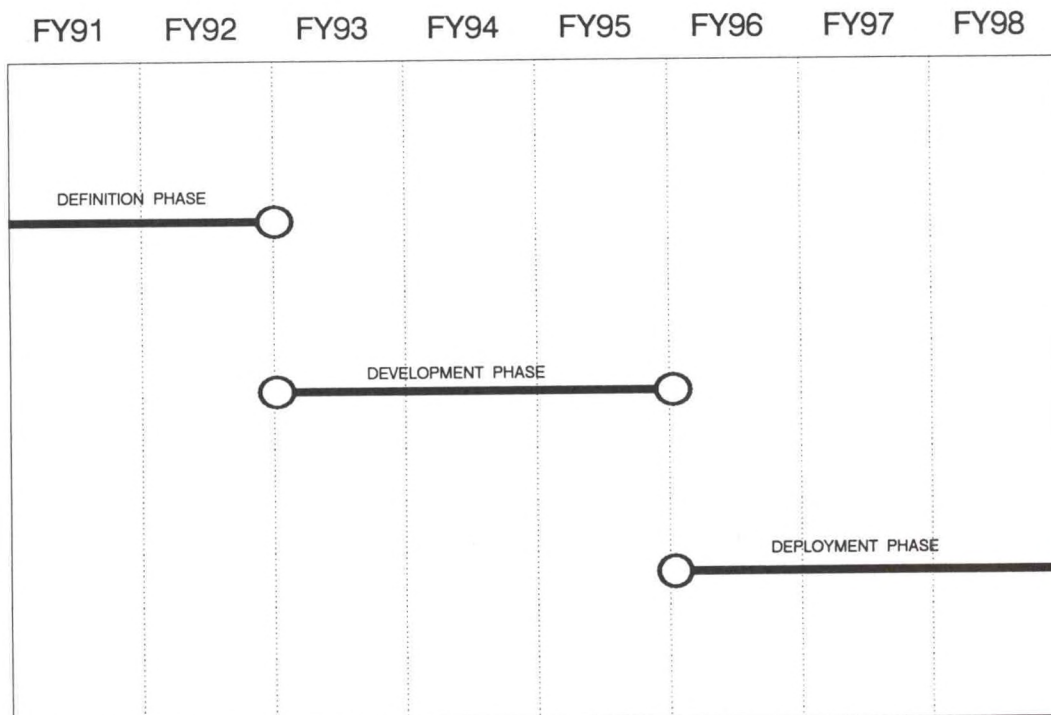 FY91 FY92 FY93 FY94 FY95 FY96 FY97 FY98
DEFINITION PHASE
DEVELOPMENT PHASE
DEPLOYMENT PHASE